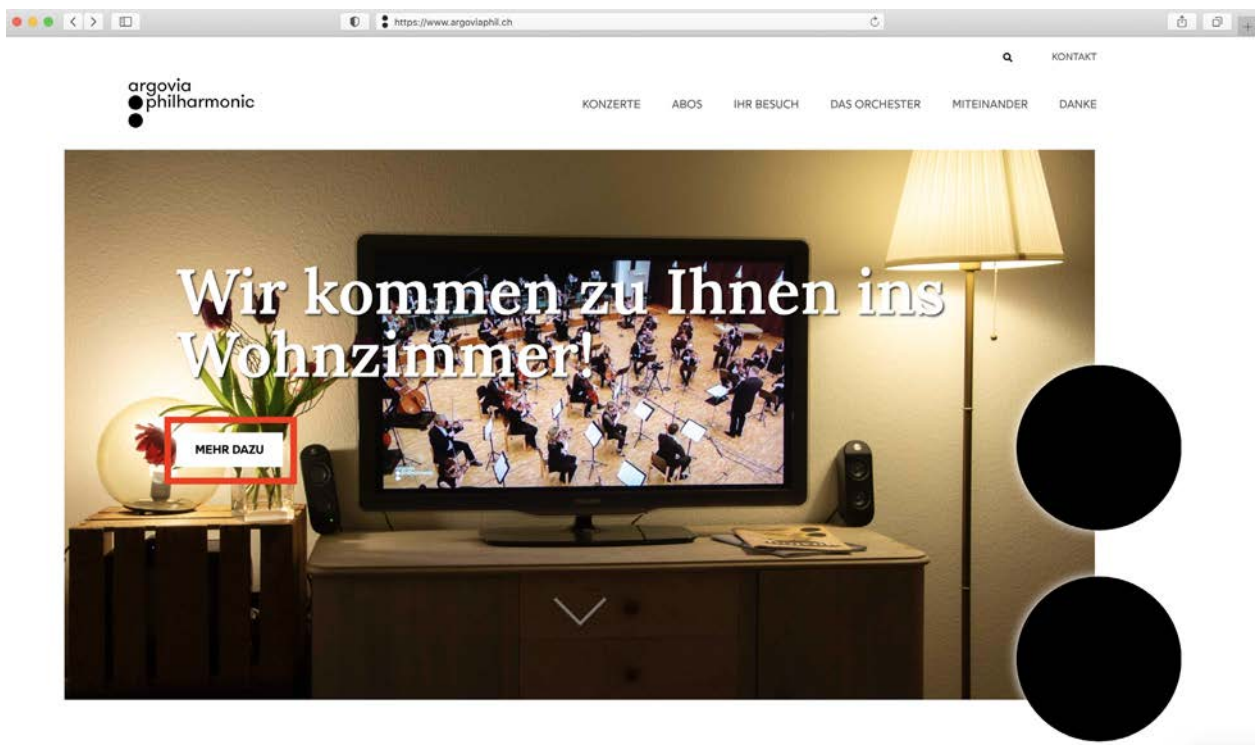 https://www.argoviaphil.ch
KONTAKT
argovia
philharmonic
KONZERTE ABOS IHR BESUCH DAS ORCHESTER MITEINANDER DANKE
Wir kommen zu Ihnen ins
Wohnzimmer!
MEHR DAZU